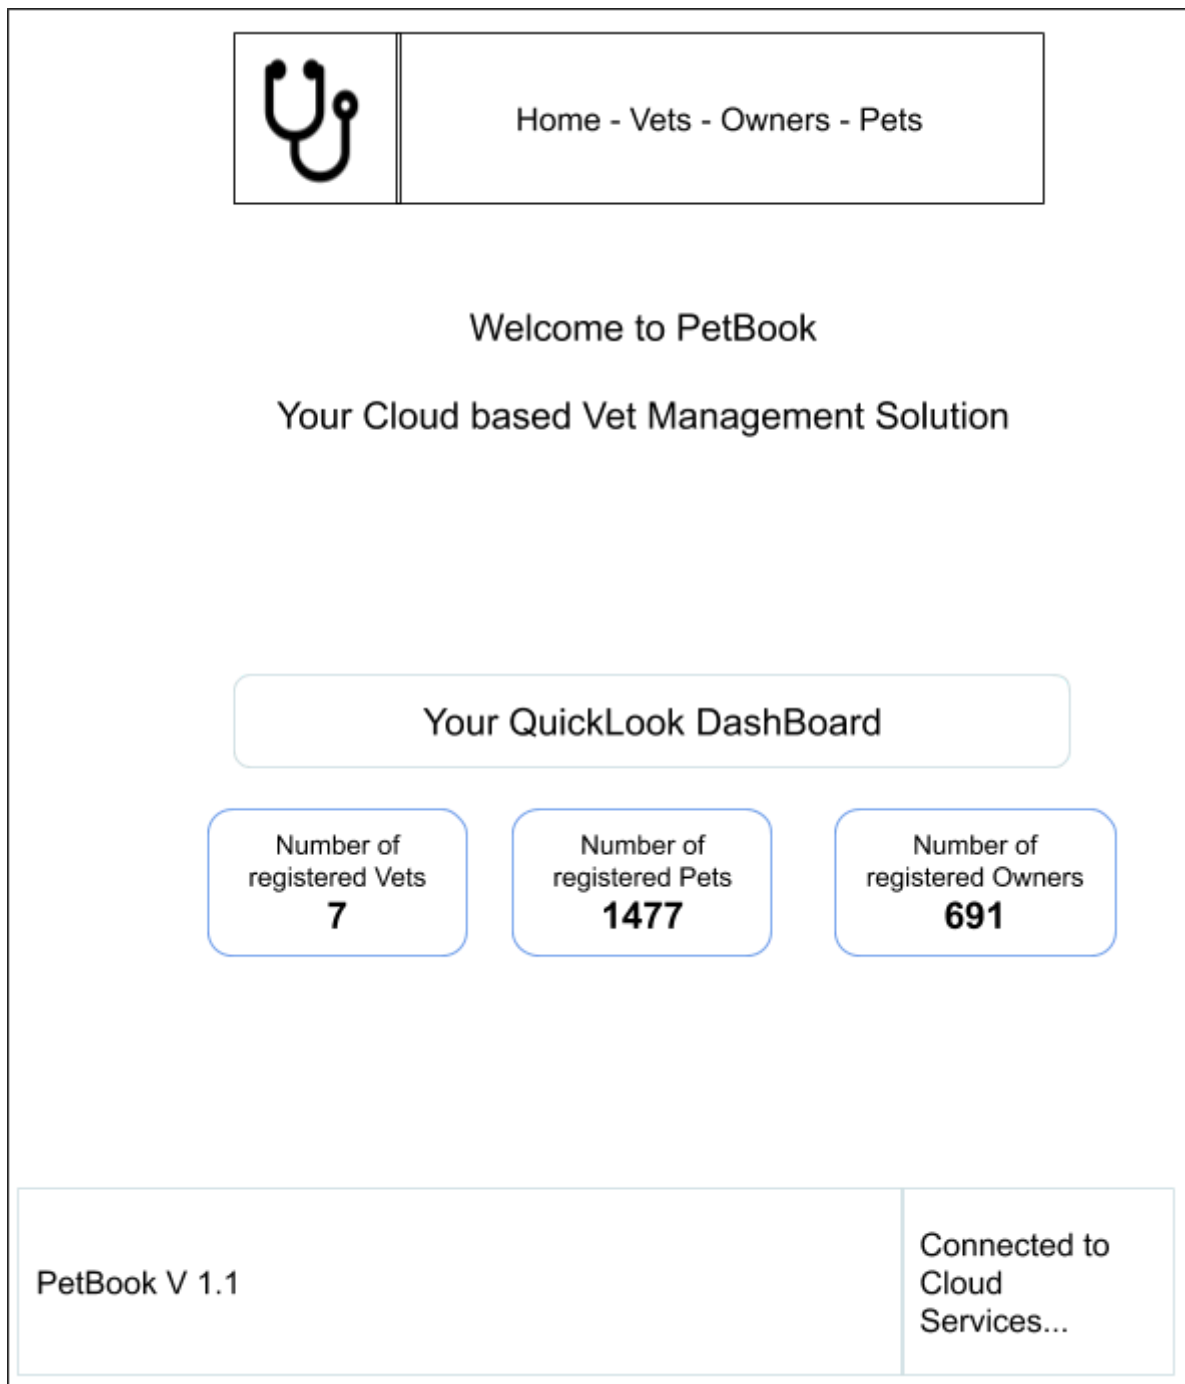 Home - Vets - Owners - Pets
Welcome to PetBook
Your Cloud based Vet Management Solution
Your QuickLook DashBoard
Number of
registered Vets
7
Number of
registered Pets
1477
Number of
registered Owners
691
PetBook V 1.1
Connected to
Cloud
Services...